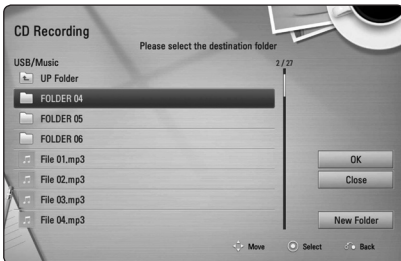 CD Recording
Please select the destination folder
USB/Music
2 / 27
UP Folder
FOLDER 04
FOLDER 05
FOLDER 06
File 01.mp3
File 02.mp3
File 03.mp3
File 04.mp3
OK
Close
New Folder
Move Select Back